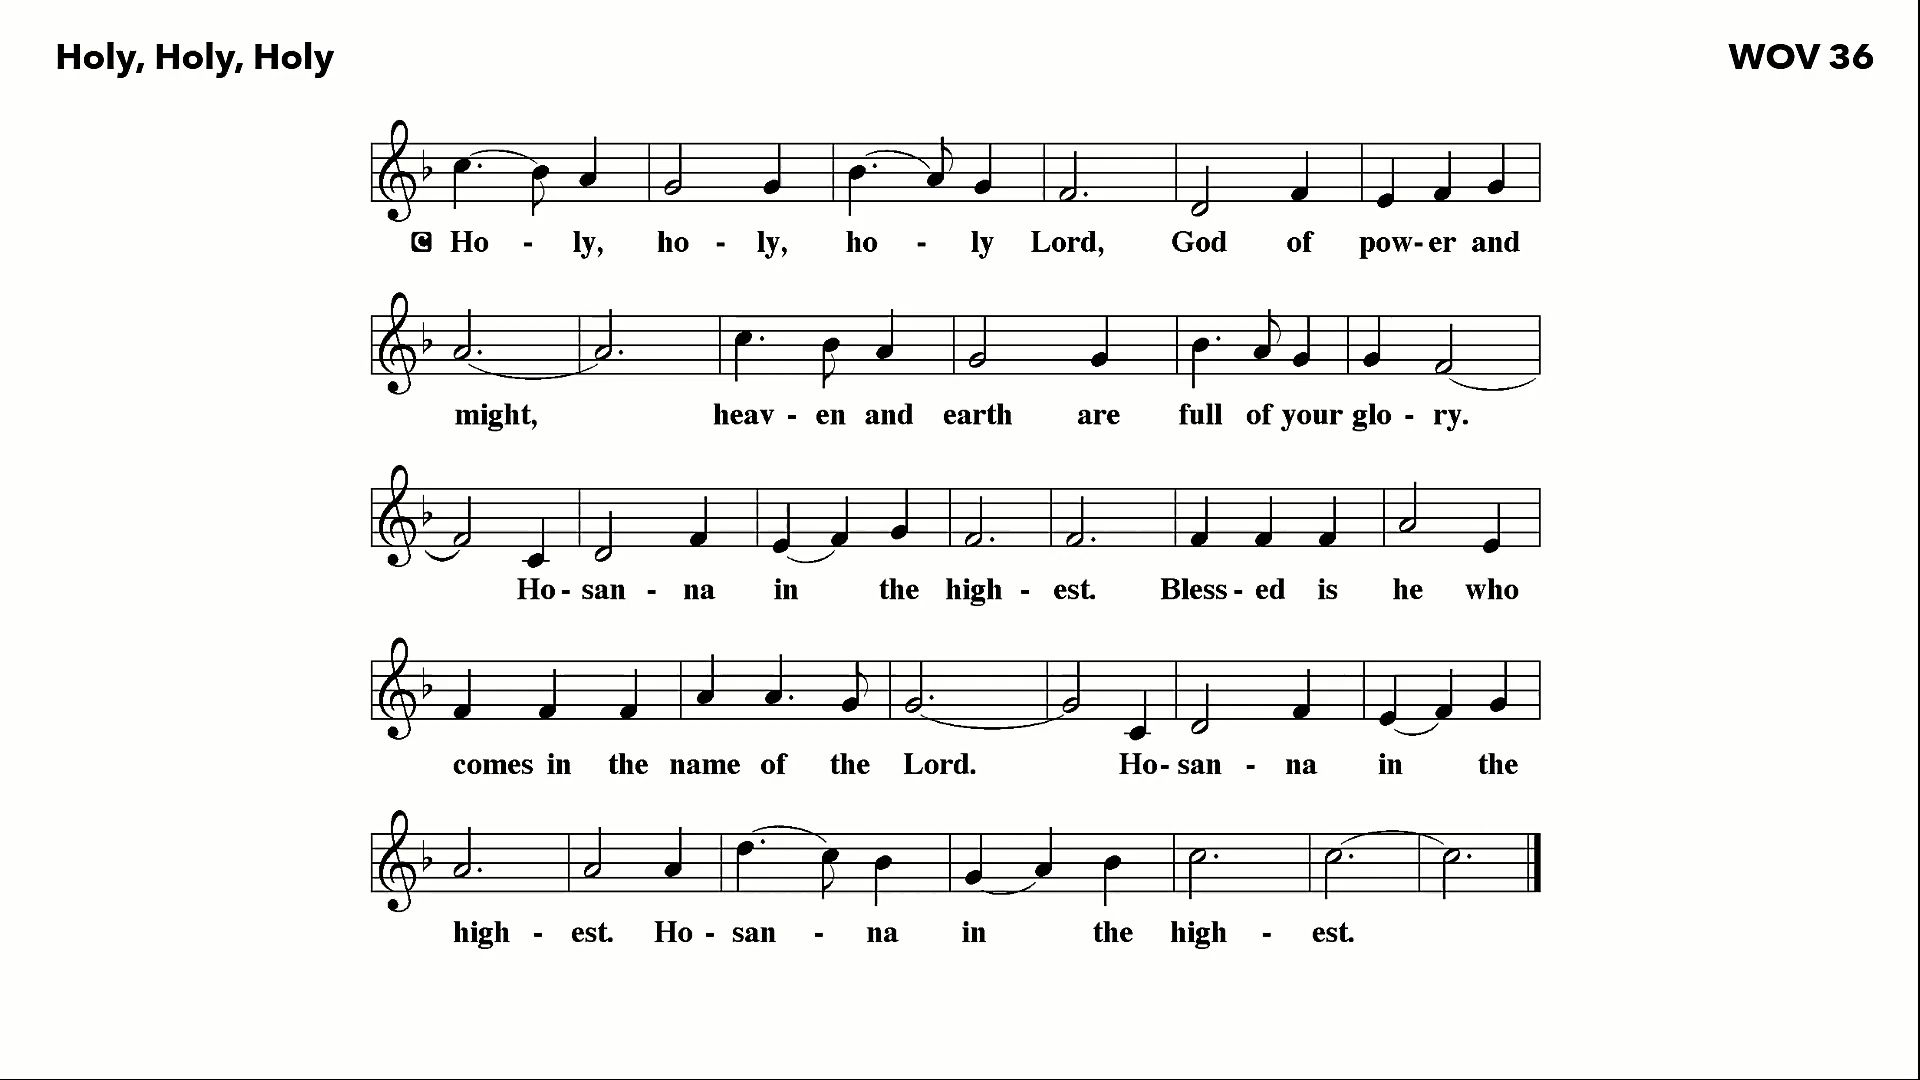 Holy, Holy, Holy
WOV 36
C Ho - ly, ho - ly, ho - ly Lord, God of pow - er and
might, heav - en and earth are full of your glo - ry.
Ho - san - na in the high - est. Bless - ed is he who
comes in the name of the Lord. Ho - san - na in the
high - est. Ho - san - na in the high - est.